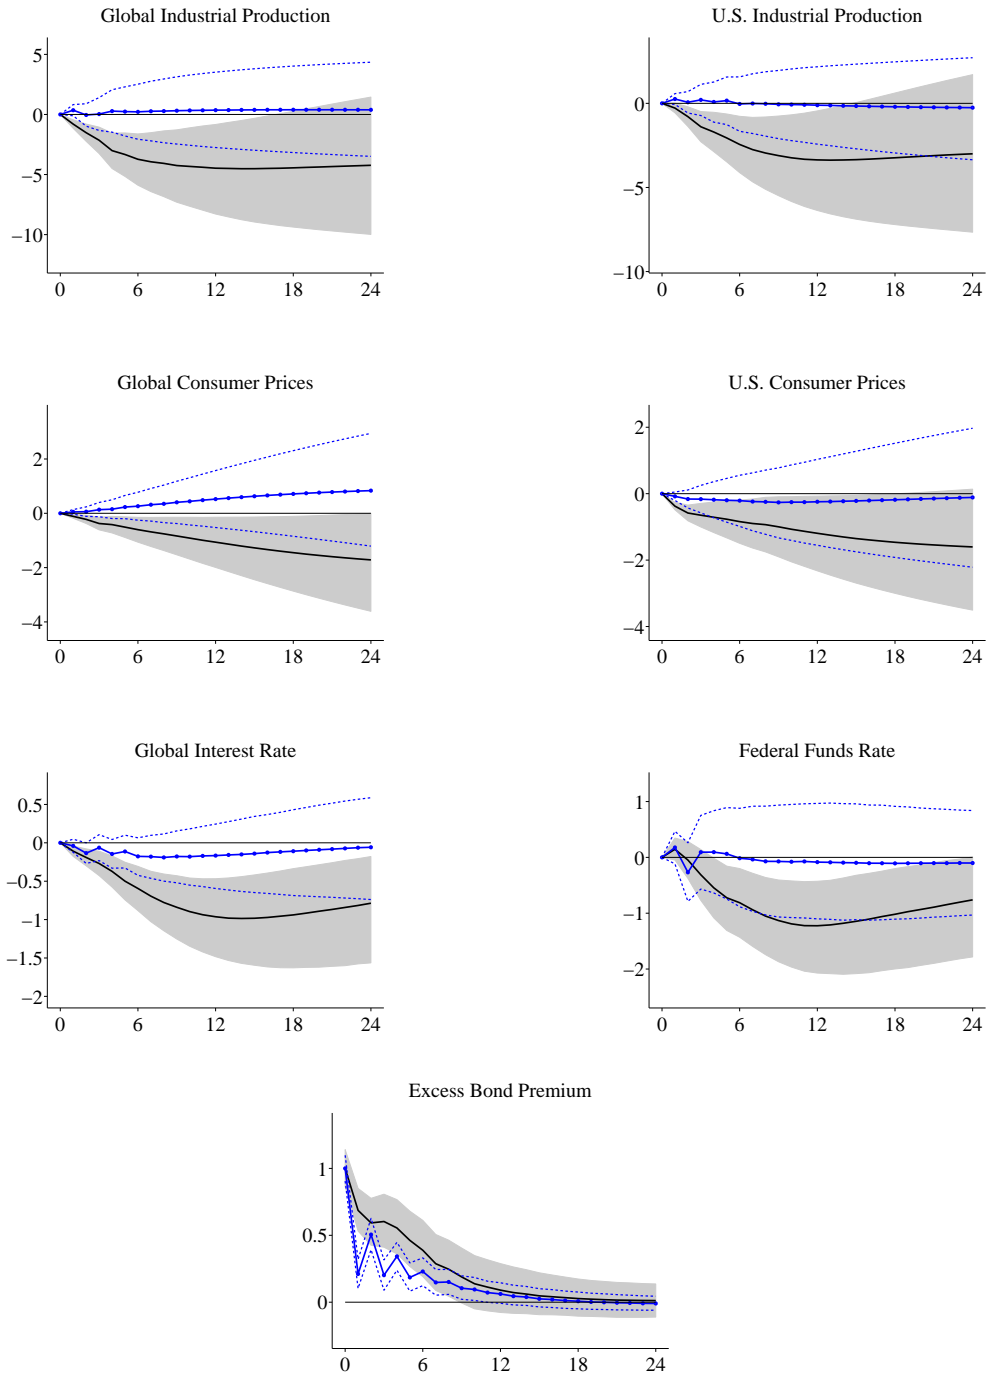 Global Industrial Production
5
0
−5
−10
0 6 12 18 24
U.S. Industrial Production
0
−5
−10
0 6 12 18 24
Global Consumer Prices
2
0
−2
−4
0 6 12 18 24
U.S. Consumer Prices
2
0
−2
−4
0 6 12 18 24
Global Interest Rate
0.5
0
−0.5
−1
−1.5
−2
0 6 12 18 24
Federal Funds Rate
1
0
−1
−2
0 6 12 18 24
Excess Bond Premium
1
0.5
0
0 6 12 18 24